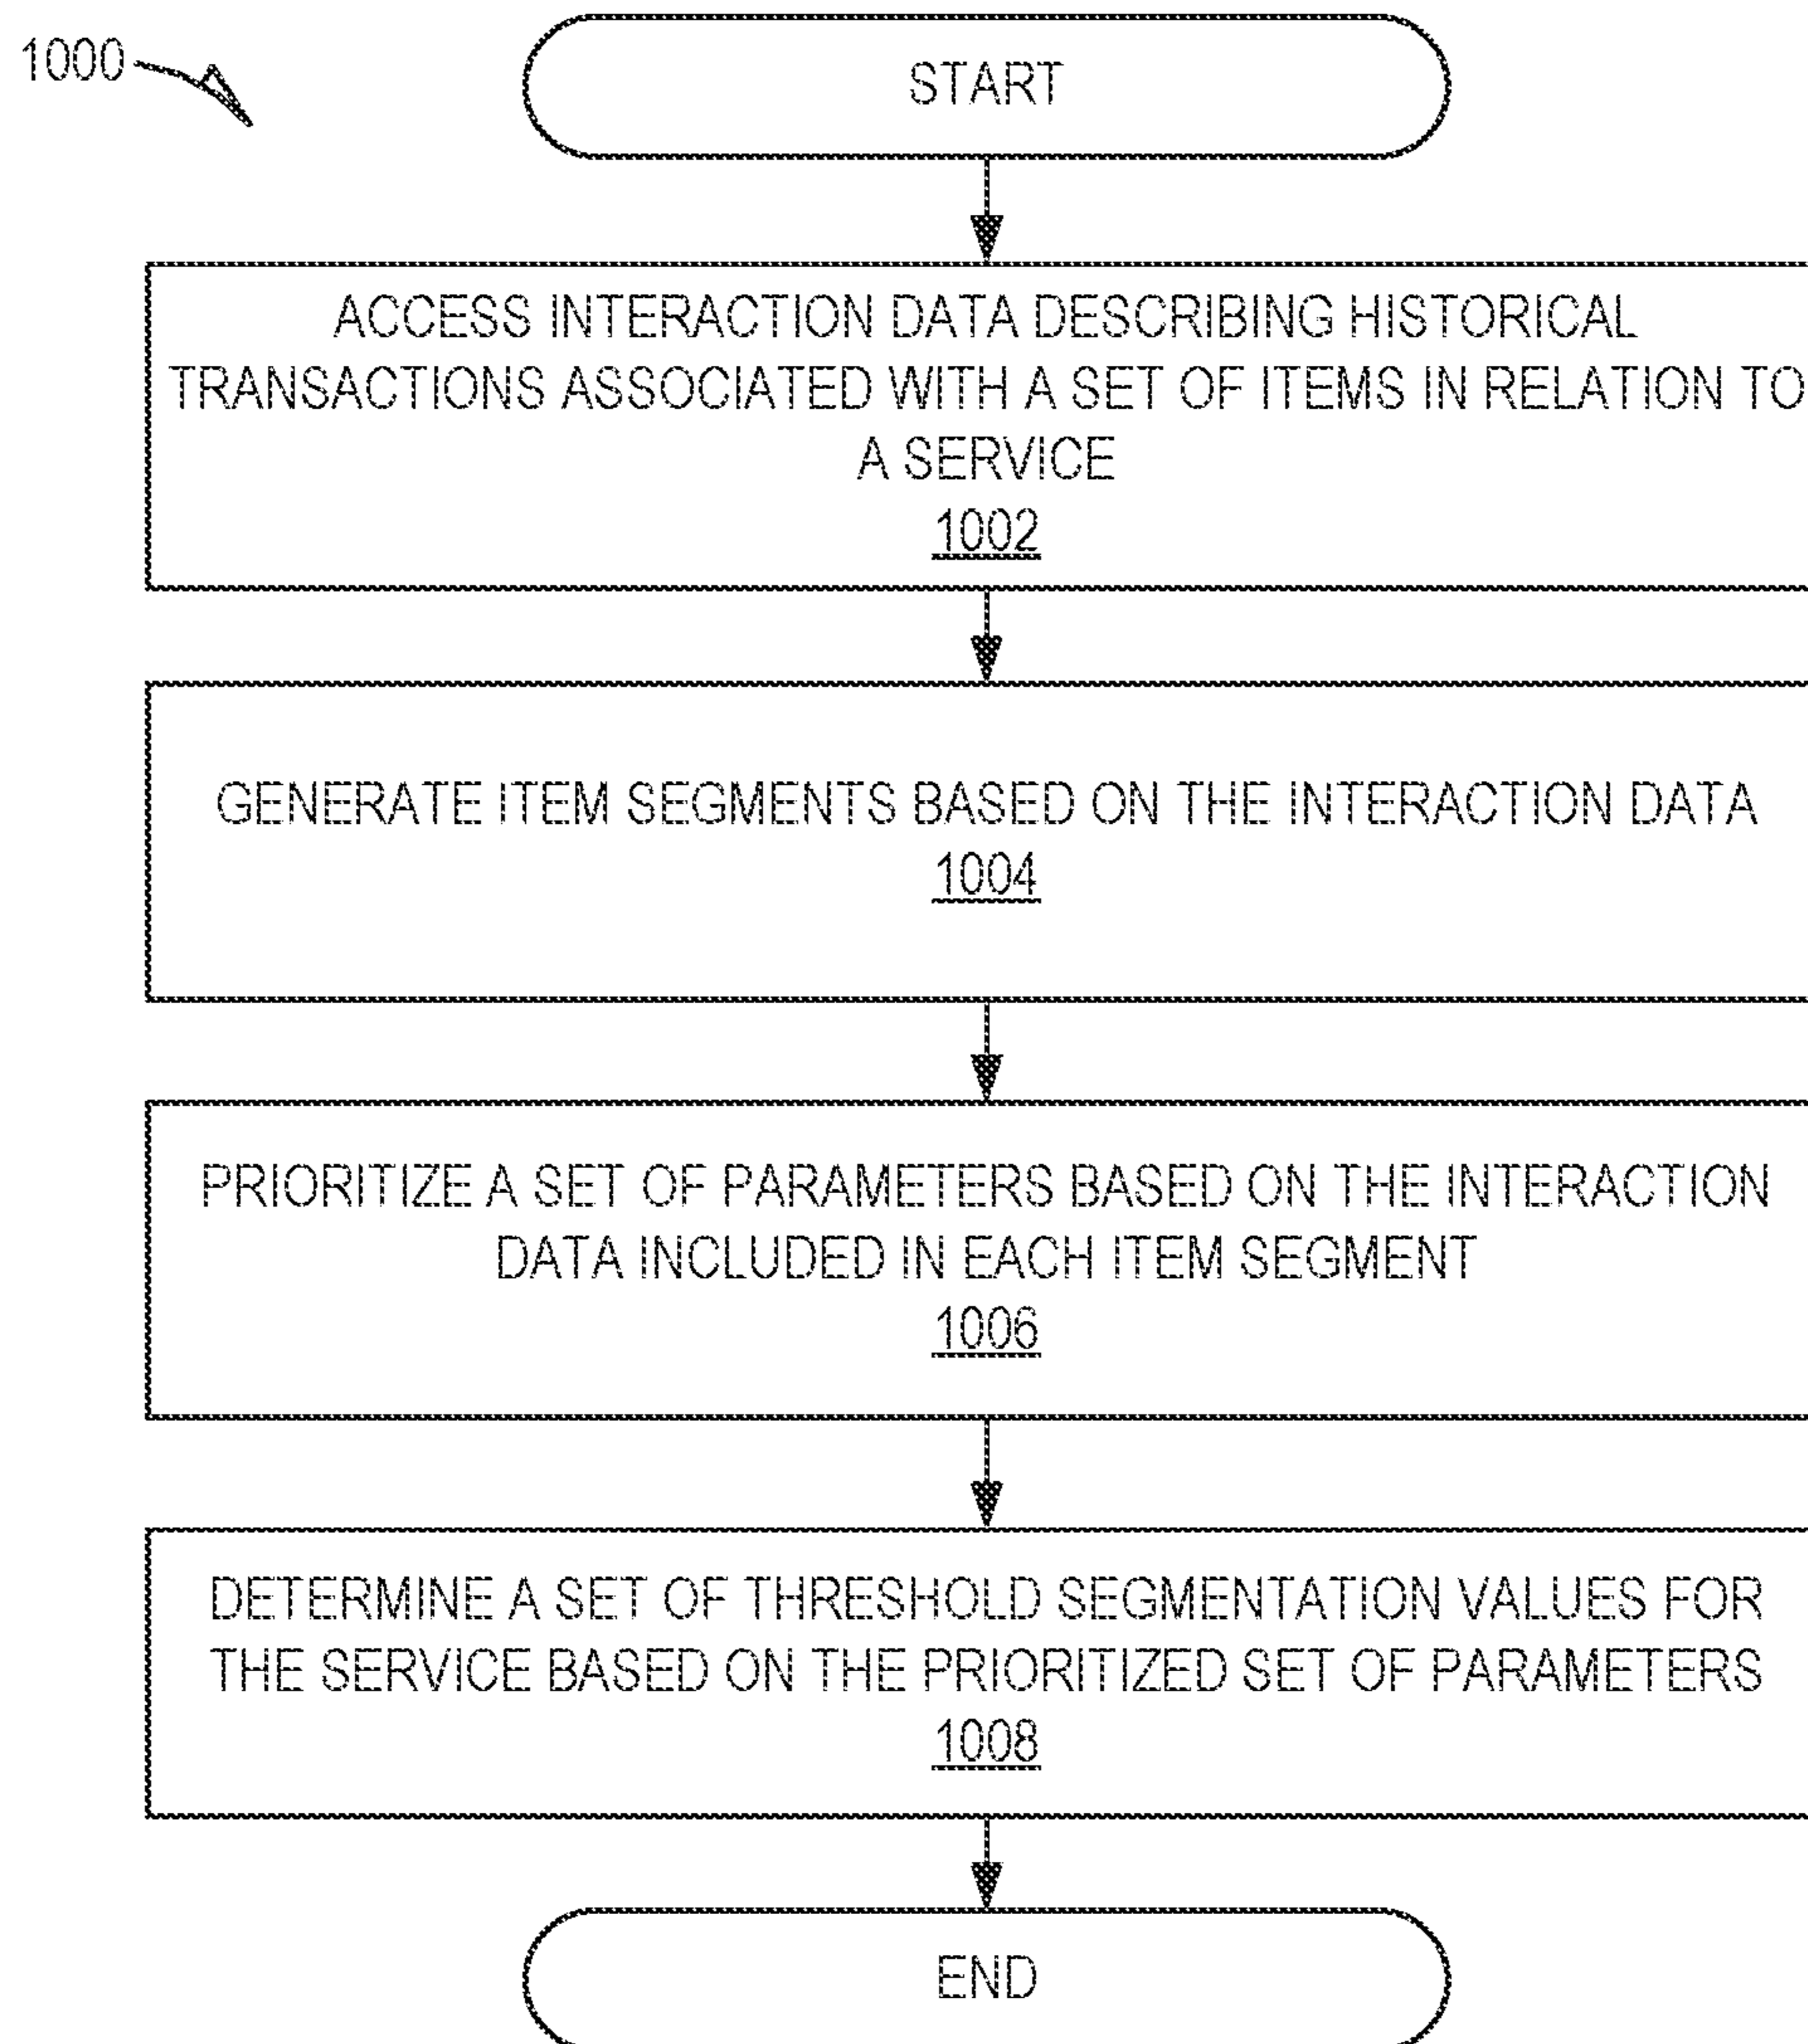 1000
START
ACCESS INTERACTION DATA DESCRIBING HISTORICAL
TRANSACTIONS ASSOCIATED WITH A SET OF ITEMS IN RELATION TO
A SERVICE
1002
GENERATE ITEM SEGMENTS BASED ON THE INTERACTION DATA
1004
PRIORITIZE A SET OF PARAMETERS BASED ON THE INTERACTION
DATA INCLUDED IN EACH ITEM SEGMENT
1006
DETERMINE A SET OF THRESHOLD SEGMENTATION VALUES FOR
THE SERVICE BASED ON THE PRIORITIZED SET OF PARAMETERS
1008
END